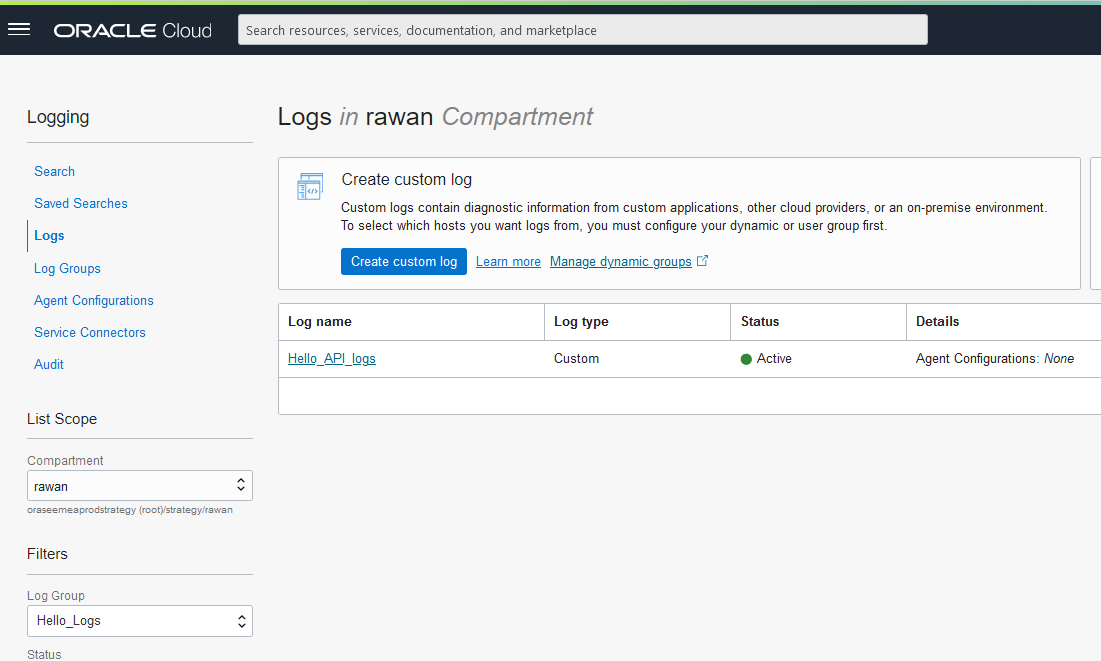 ORACLE Cloud
Search resources, services, documentation, and marketplace
Logging
Search
Saved Searches
Logs
Log Groups
Agent Configurations
Service Connectors
Audit
List Scope
Compartment
rawan
oraseemeaprodstrategy (root)/strategy/rawan
Filters
Log Group
Hello_Logs
Status
Logs in rawan Compartment
Create custom log
Custom logs contain diagnostic information from custom applications, other cloud providers, or an on-premise environment.
To select which hosts you want logs from, you must configure your dynamic or user group first.
Create custom log Learn more Manage dynamic groups
Log name Log type Status Details
Hello_API_logs Custom Active Agent Configurations: None